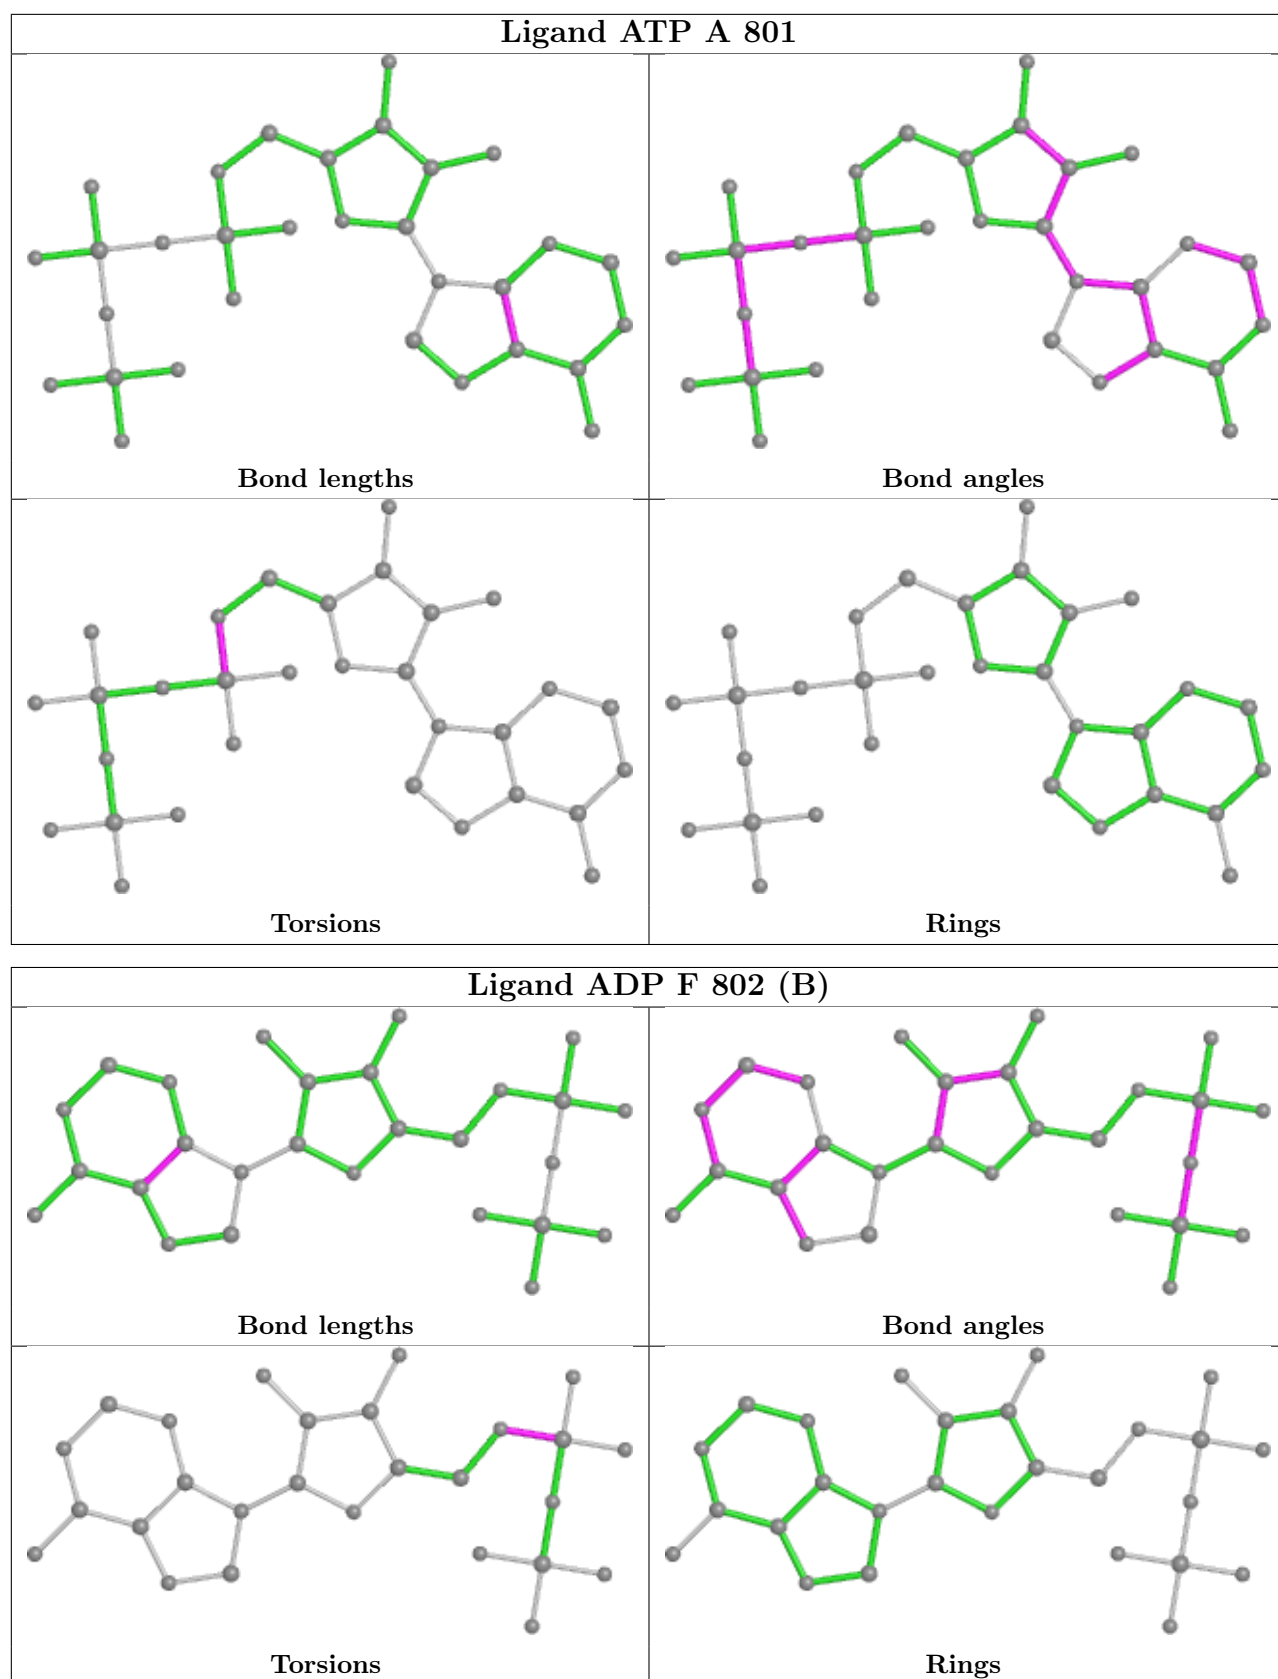 Ligand ATP A 801
Bond lengths
Bond angles
Torsions
Rings
Ligand ADP F 802 (B)
Bond lengths
Bond angles
Torsions
Rings